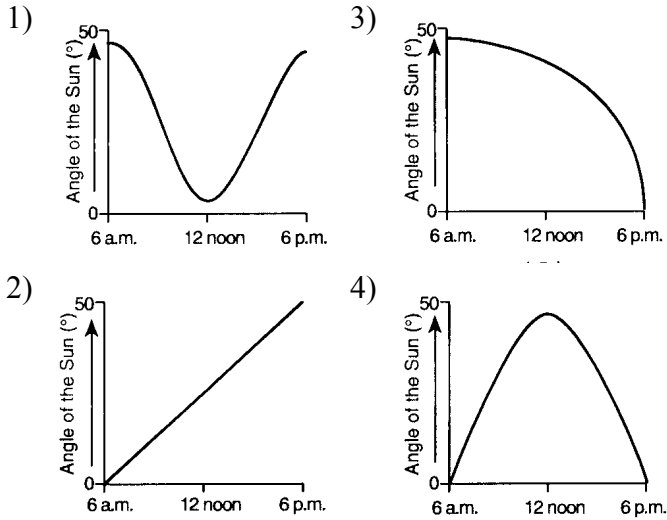 1)
50
Angle of the Sun (°)
0
6 a.m. 12 noon 6 p.m.
3)
50
Angle of the Sun (°)
0
6 a.m. 12 noon 6 p.m.
2)
50
Angle of the Sun (°)
0
6 a.m. 12 noon 6 p.m.
4)
50
Angle of the Sun (°)
0
6 a.m. 12 noon 6 p.m.